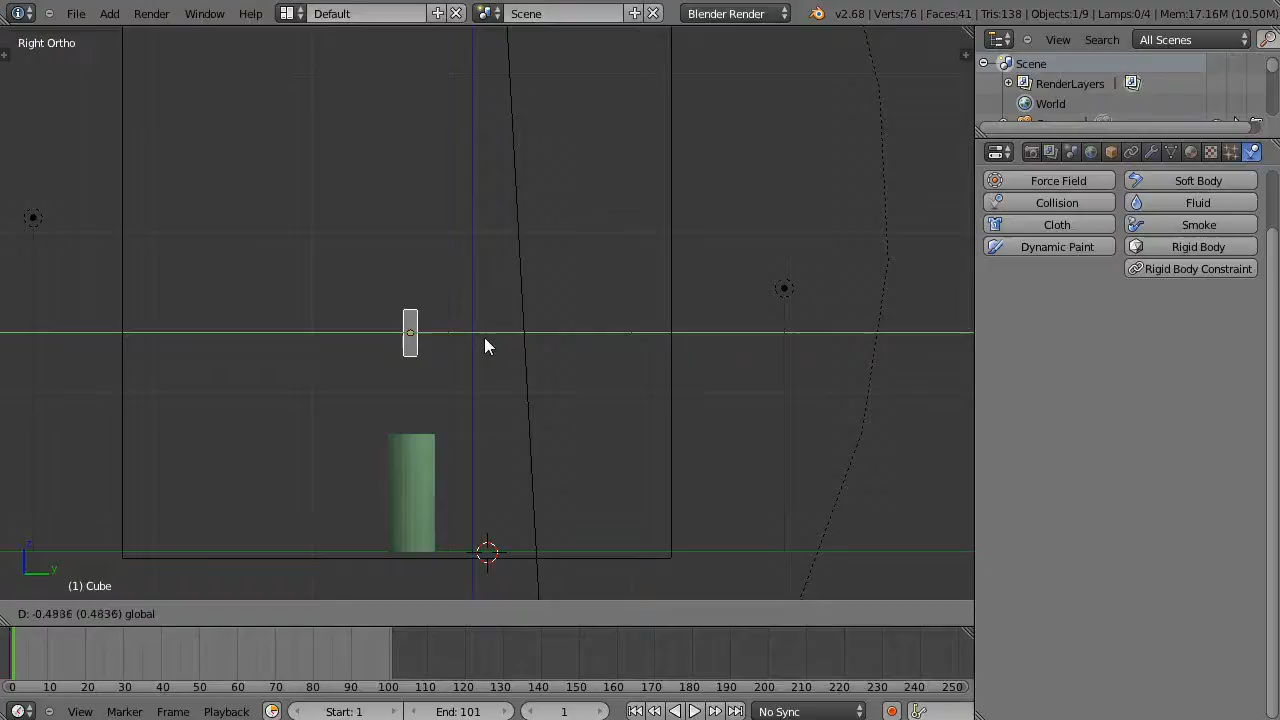 File Add Render Window Help Default Scene Blender Render v2.68 | Verts:76 | Faces:41 | Tris:138 | Objects:1/9 | Lamps:0/4 | Mem:17.16M (10.50M)
Right Ortho
View Search All Scenes
Scene
RenderLayers |
World
Force Field Soft Body
Collision Fluid
Cloth Smoke
Dynamic Paint Rigid Body
Rigid Body Constraint
z
y
(1) Cube
D: -0.4936 (0.4836) global
0 10 20 30 40 50 60 70 80 90 100 110 120 130 140 150 160 170 180 190 200 210 220 230 240 250
View Marker Frame Playback Start: 1 End: 101 1 No Sync